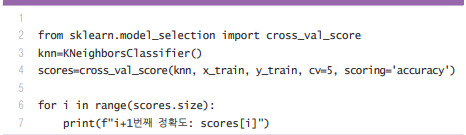 1
2 from sklearn.model_selection import cross_val_score
3 knn=KNeighborsClassifier()
4 scores=cross_val_score(knn, x_train, y_train, cv=5, scoring='accuracy')
5
6 for i in range(scores.size):
7 print(f"i+1번째 정확도: scores[i]")